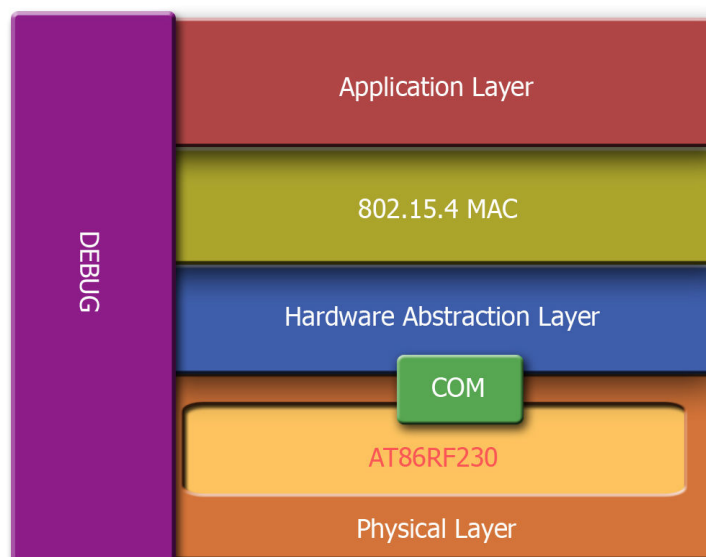 DEBUG
Application Layer
802.15.4 MAC
Hardware Abstraction Layer
COM
AT86RF230
Physical Layer